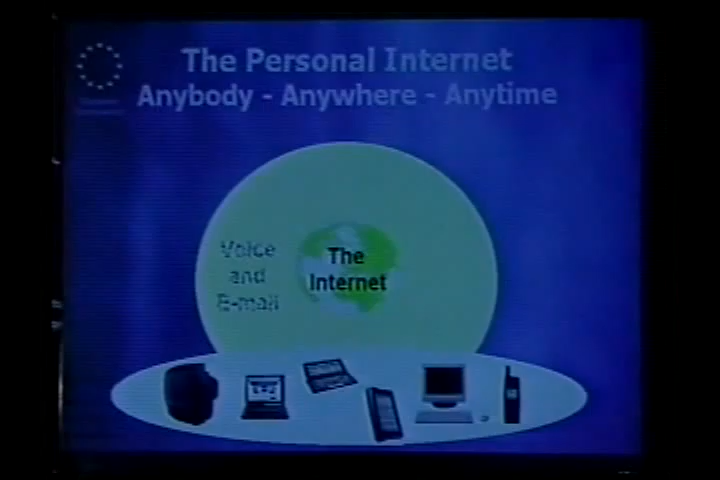 The Personal Internet
Anybody - Anywhere - Anytime
Voice
and
E-mail
The
Internet